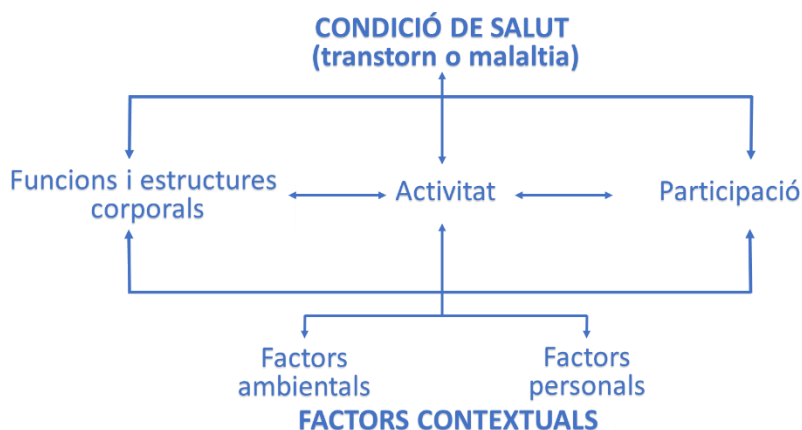 CONDICIÓ DE SALUT
(transtorn o malaltia)
Funcions i estructures
corporals
Activitat
Participació
Factors
ambientals
Factors
personals
FACTORS CONTEXTUALS